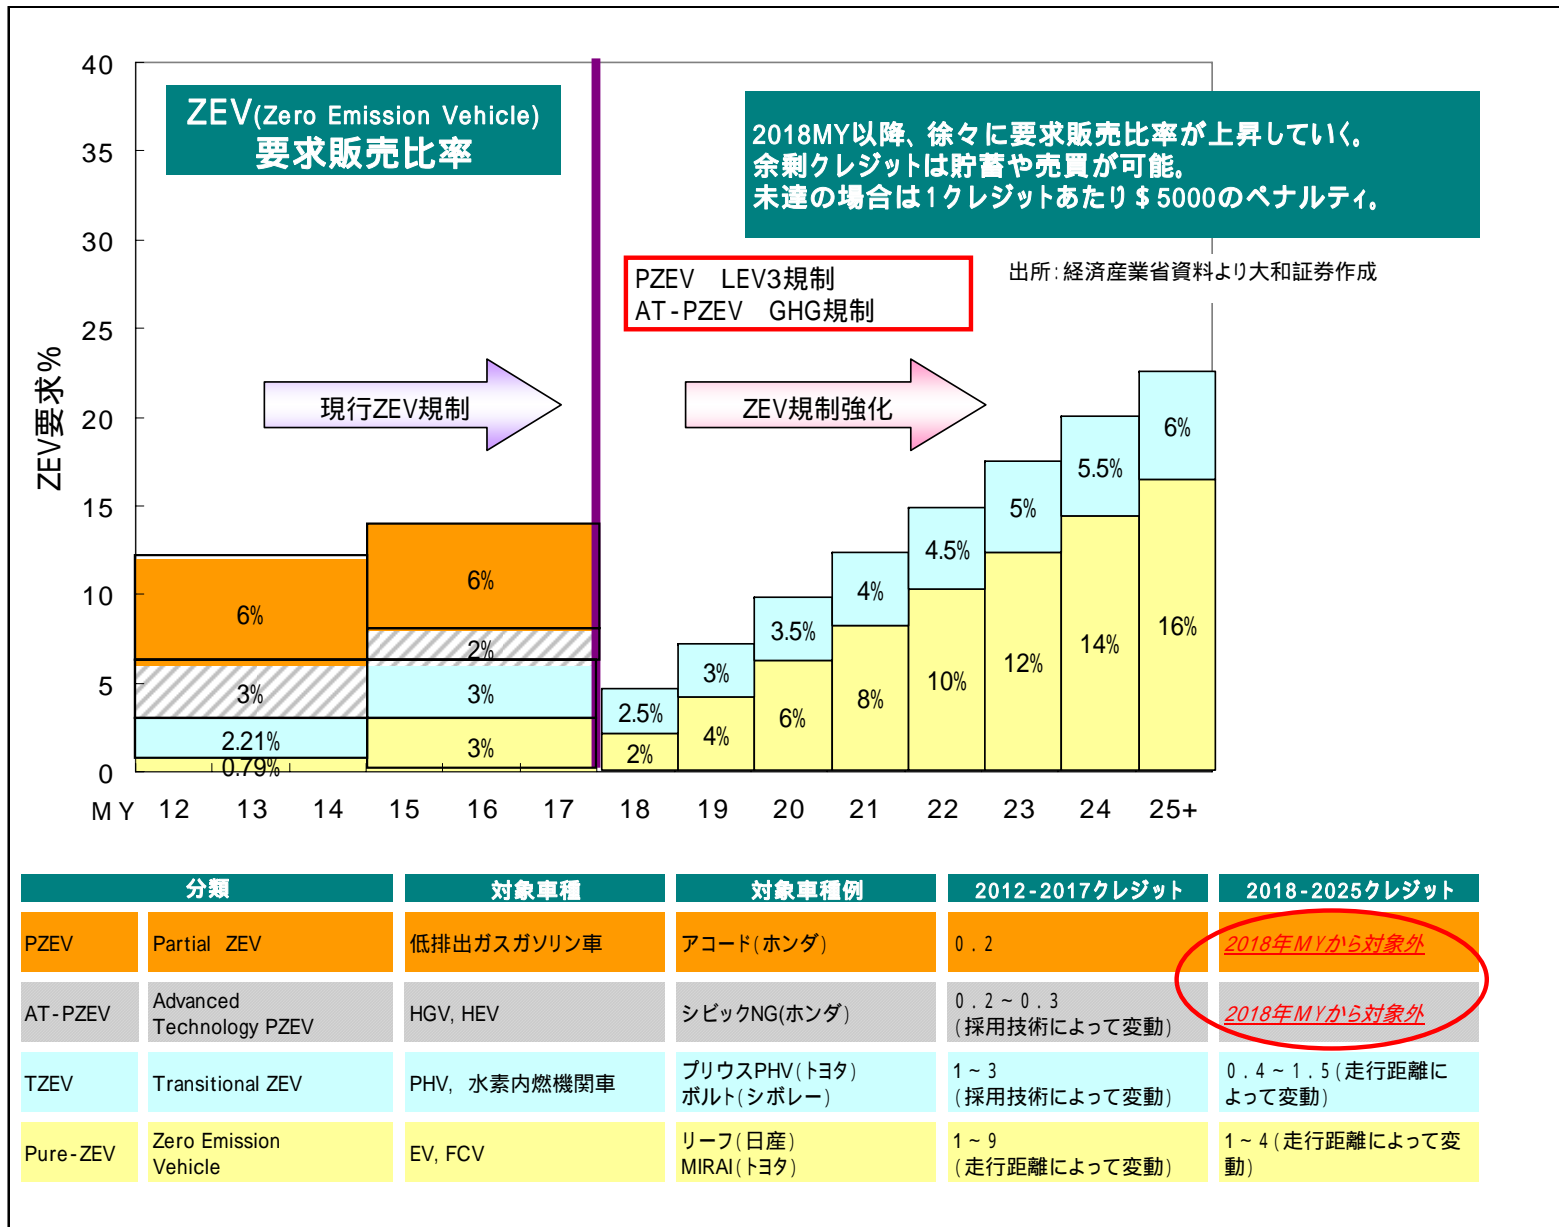 ZEV(Zero Emission Vehicle)
要求販売比率
2018MY以降、徐々に要求販売比率が上昇していく。
余剰クレジットは貯蓄や売買が可能。
未達の場合は1クレジットあたり＄5000のペナルティ。
出所：経済産業省資料より大和証券作成
PZEV　LEV3規制
AT-PZEV　GHG規制
現行ZEV規制
ZEV規制強化
ZEV要求%
40
35
30
25
20
15
10
5
0
6%
3%
2.21%
0.79%
6%
2%
3%
3%
2.5%
2%
3%
4%
3.5%
6%
4%
8%
4.5%
10%
5%
12%
5.5%
14%
6%
16%
MY 12 13 14 15 16 17 18 19 20 21 22 23 24 25+
分類 対象車種 対象車種例 2012-2017クレジット 2018-2025クレジット
PZEV Partial ZEV 低排出ガスガソリン車 アコード(ホンダ) 0.2 2018年MYから対象外
AT-PZEV Advanced
Technology PZEV HGV, HEV シビックNG(ホンダ) 0.2~0.3
(採用技術によって変動) 2018年MYから対象外
TZEV Transitional ZEV PHV, 水素内燃機関車 プリウスPHV(トヨタ)
ボルト(シボレー) 1~3
(採用技術によって変動) 0.4~1.5(走行距離に
よって変動)
Pure-ZEV Zero Emission
Vehicle EV, FCV リーフ(日産)
MIRAI(トヨタ) 1~9
(走行距離によって変動) 1~4(走行距離によって変
動)